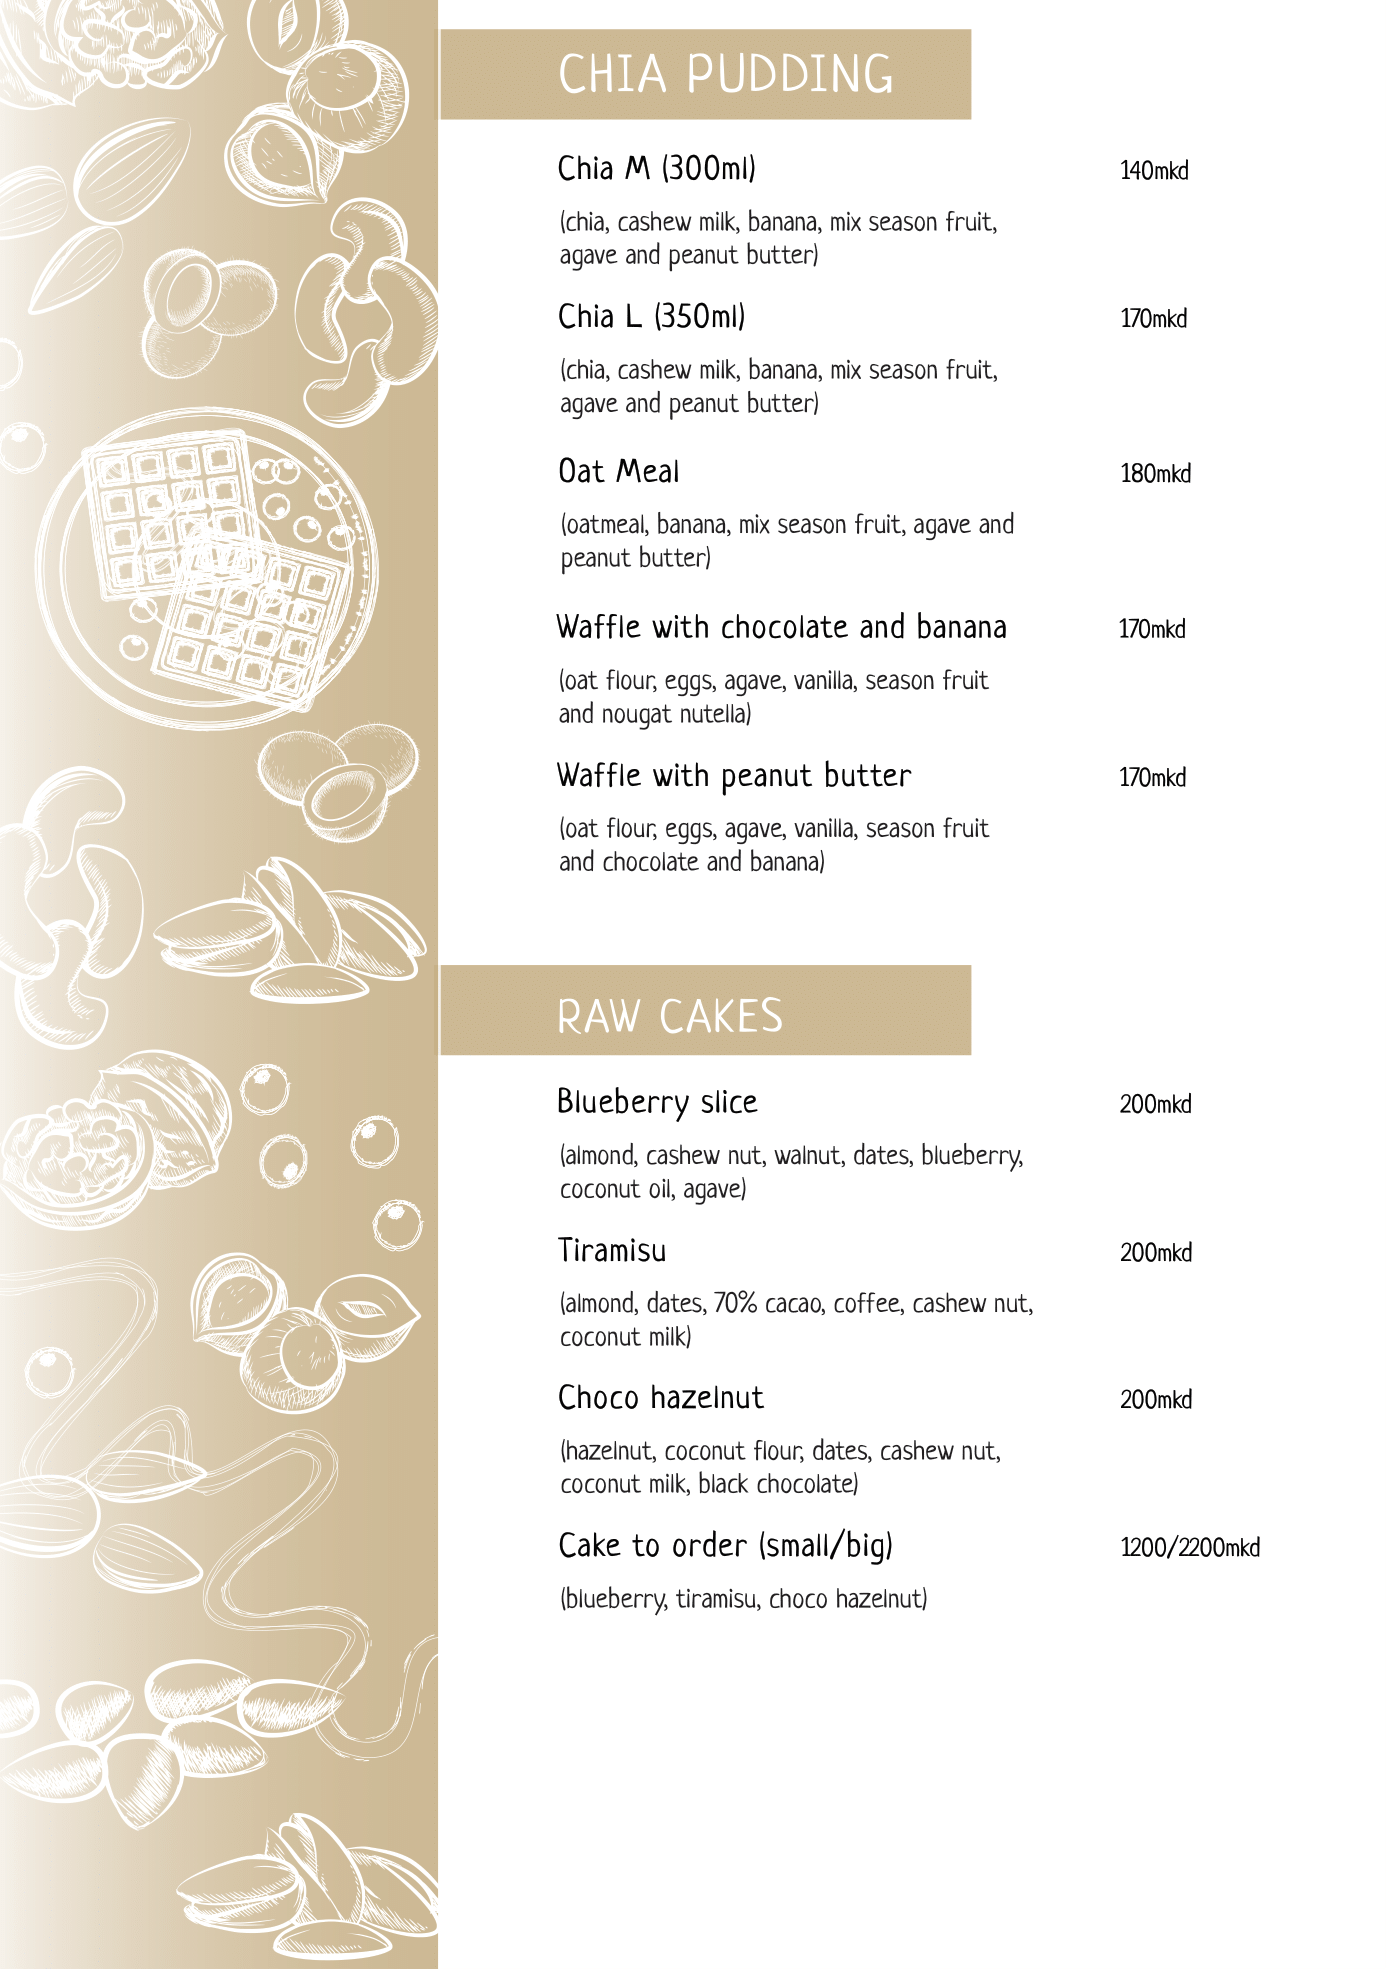 CHIA PUDDING
Chia M (300ml) 140mkd
(chia, cashew milk, banana, mix season fruit,
agave and peanut butter)
Chia L (350ml) 170mkd
(chia, cashew milk, banana, mix season fruit,
agave and peanut butter)
Oat Meal 180mkd
(oatmeal, banana, mix season fruit, agave and
peanut butter)
Waffle with chocolate and banana 170mkd
(oat flour, eggs, agave, vanilla, season fruit
and nougat nutella)
Waffle with peanut butter 170mkd
(oat flour, eggs, agave, vanilla, season fruit
and chocolate and banana)
RAW CAKES
Blueberry slice 200mkd
(almond, cashew nut, walnut, dates, blueberry,
coconut oil, agave)
Tiramisu 200mkd
(almond, dates, 70% cacao, coffee, cashew nut,
coconut milk)
Choco hazelnut 200mkd
(hazelnut, coconut flour, dates, cashew nut,
coconut milk, black chocolate)
Cake to order (small/big) 1200/2200mkd
(blueberry, tiramisu, choco hazelnut)